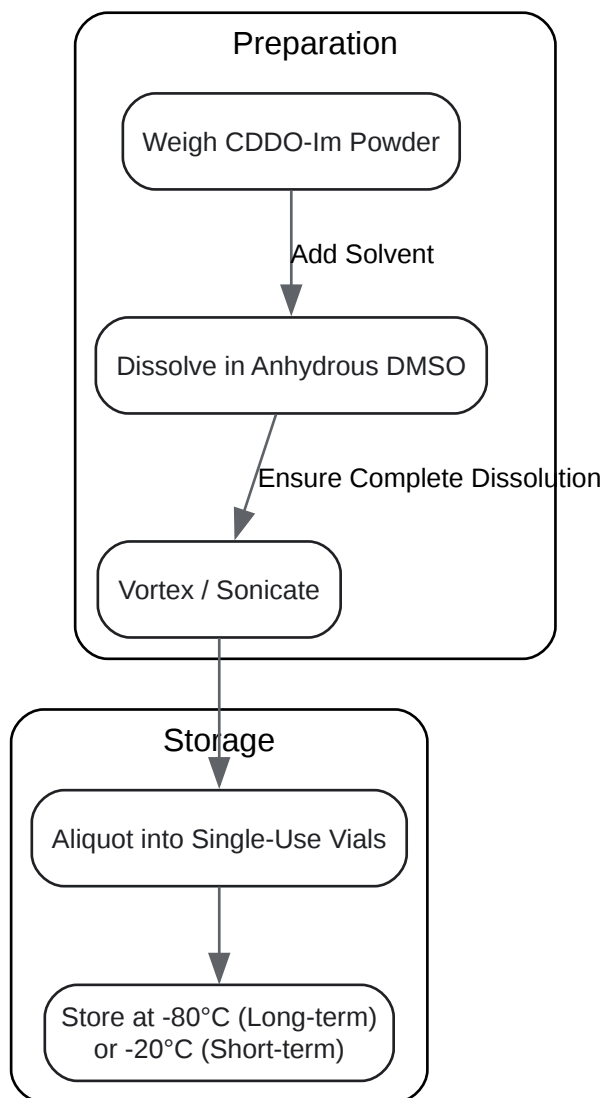 Preparation
Weigh CDDO-Im Powder
Add Solvent
Dissolve in Anhydrous DMSO
Ensure Complete Dissolution
Vortex / Sonicate
Storage
Aliquot into Single-Use Vials
Store at -80°C (Long-term)
or -20°C (Short-term)